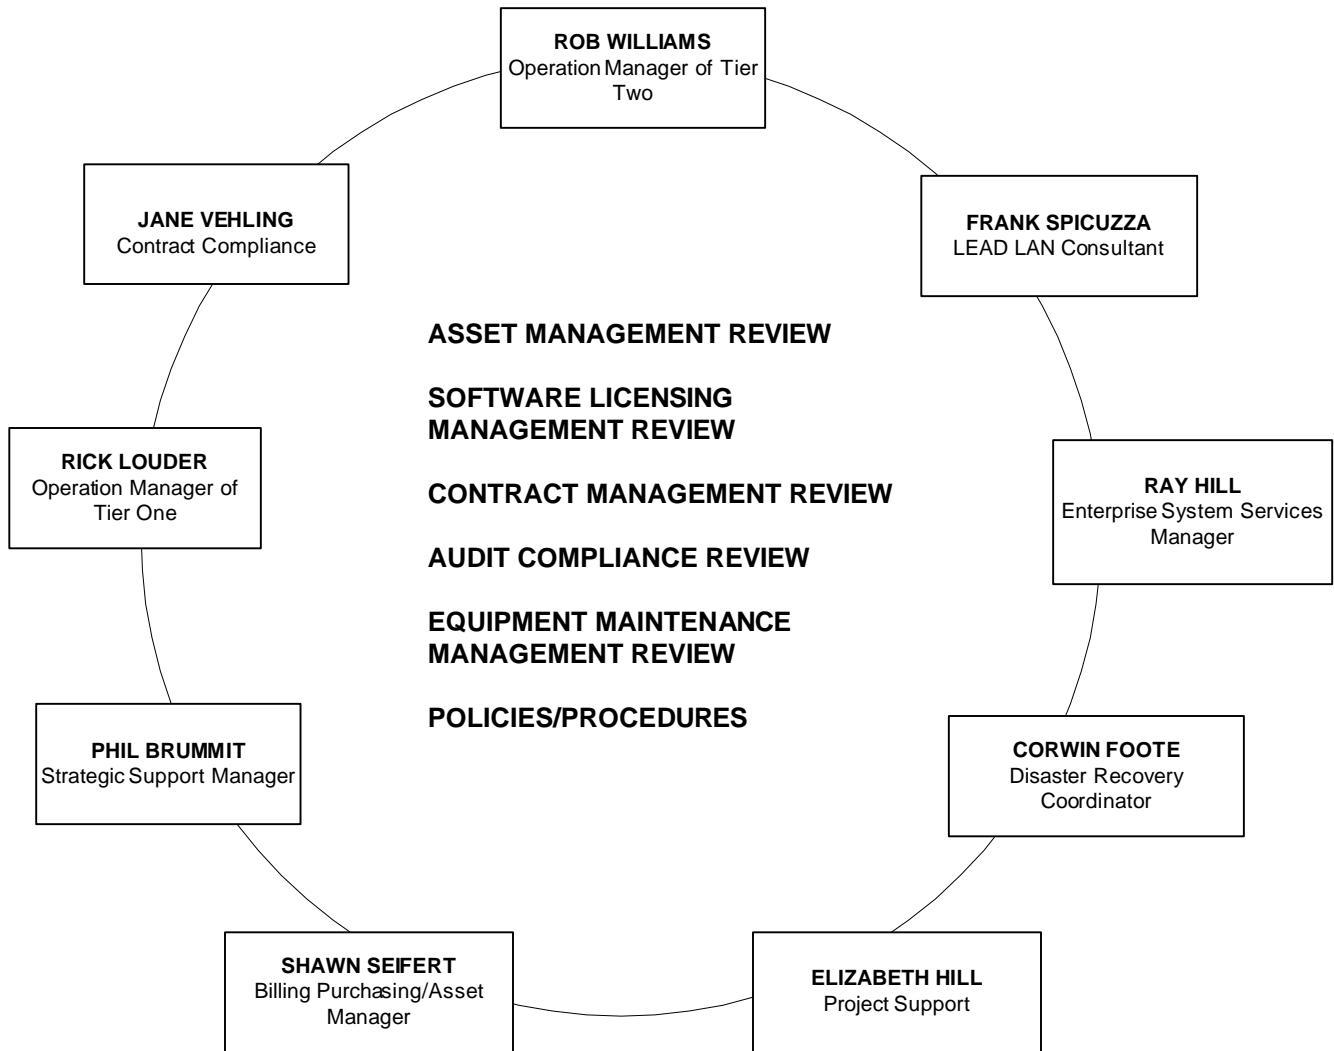 ROB WILLIAMS
Operation Manager of Tier
Two
JANE VEHLING
Contract Compliance
FRANK SPICUZZA
LEAD LAN Consultant
ASSET MANAGEMENT REVIEW
SOFTWARE LICENSING
MANAGEMENT REVIEW
CONTRACT MANAGEMENT REVIEW
AUDIT COMPLIANCE REVIEW
EQUIPMENT MAINTENANCE
MANAGEMENT REVIEW
POLICIES/PROCEDURES
RICK LOUDER
Operation Manager of
Tier One
RAY HILL
Enterprise System Services
Manager
PHIL BRUMMIT
Strategic Support Manager
CORWIN FOOTE
Disaster Recovery
Coordinator
SHAWN SEIFERT
Billing Purchasing/Asset
Manager
ELIZABETH HILL
Project Support